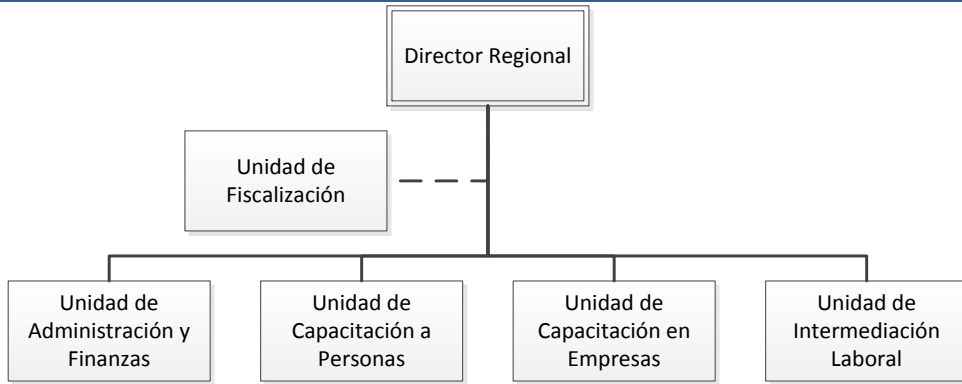 Director Regional
Unidad de
Fiscalización
Unidad de
Administración y
Finanzas
Unidad de
Capacitación a
Personas
Unidad de
Capacitación en
Empresas
Unidad de
Intermediación
Laboral